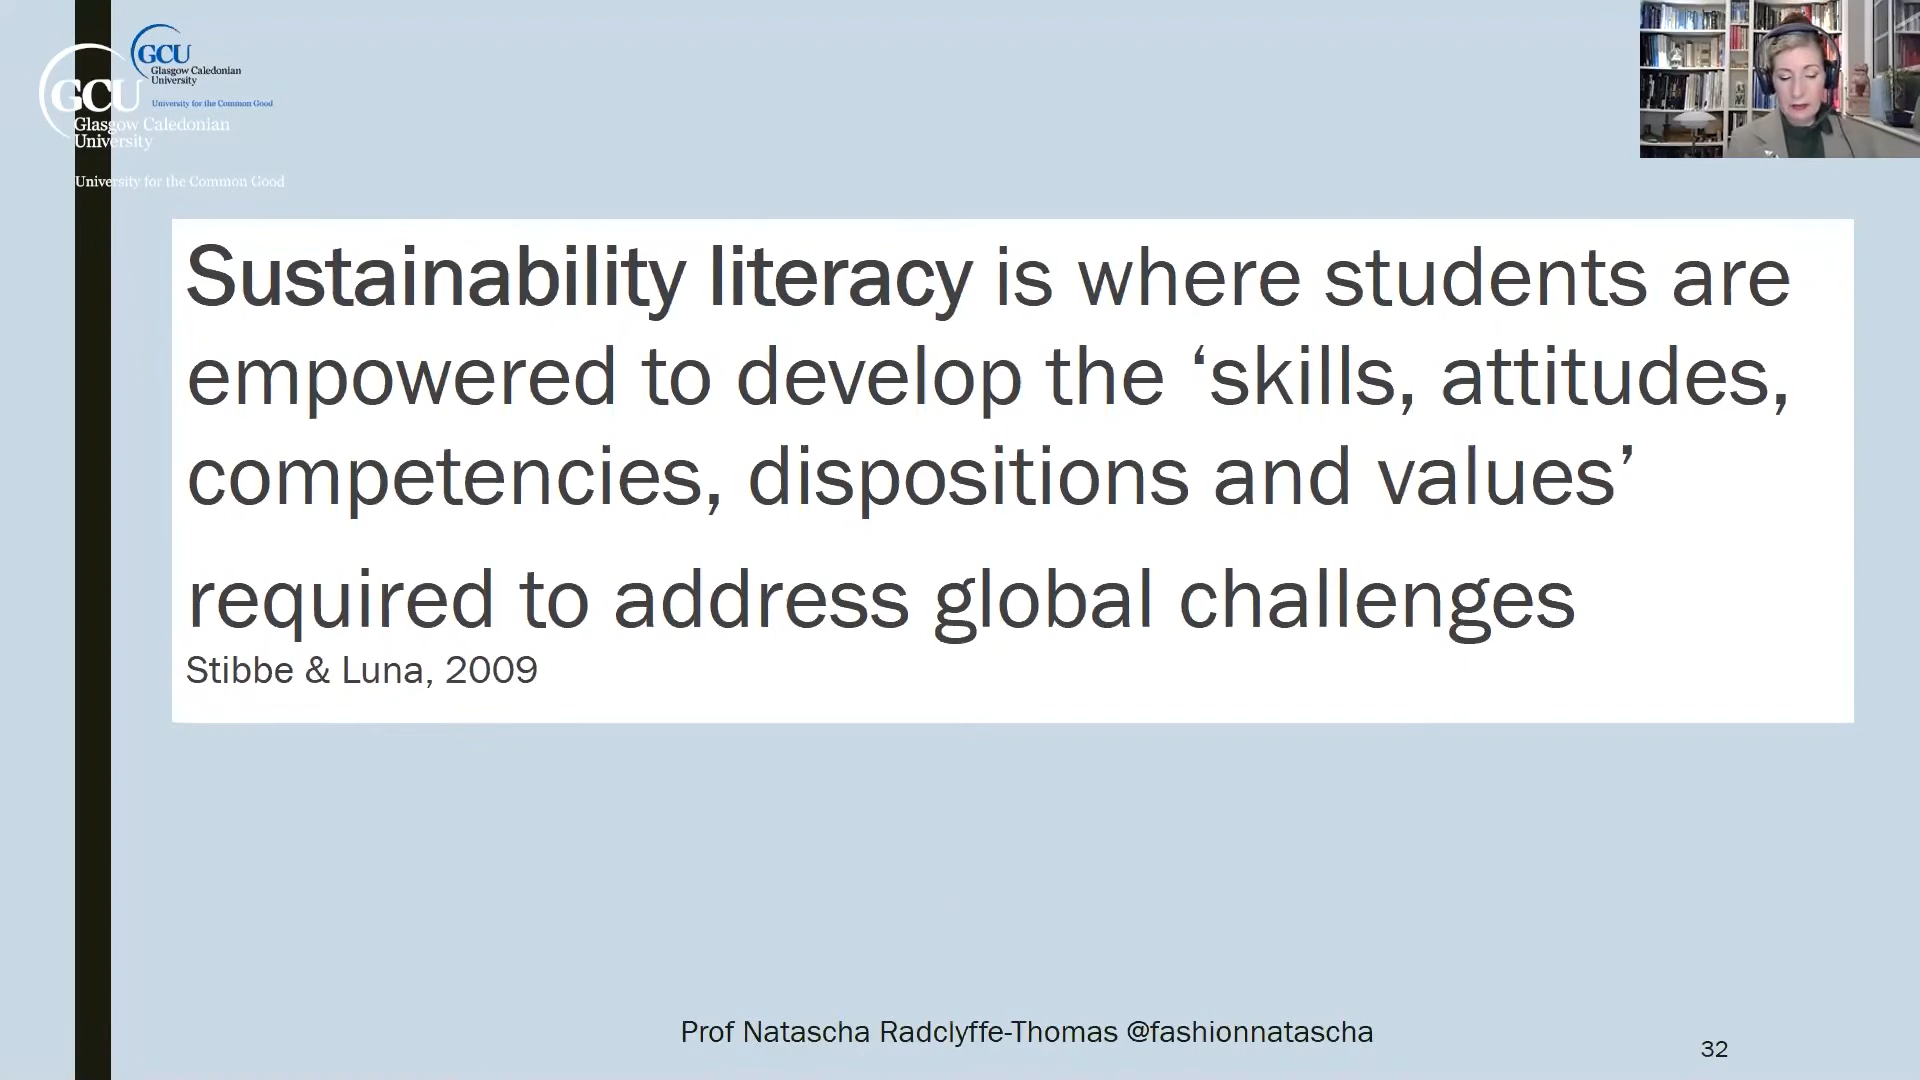 GCU
Glasgow Caledonian
University
University for the Common Good
GCU
Glasgow Caledonian
University
University for the Common Good
Sustainability literacy is where students are
empowered to develop the ‘skills, attitudes,
competencies, dispositions and values’
required to address global challenges
Stibbe & Luna, 2009
Prof Natascha Radclyffe-Thomas @fashionnatascha
32